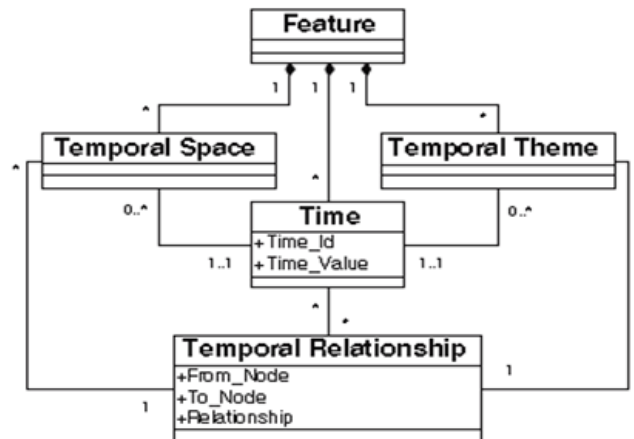 Feature
1 1 1
^ *
Temporal Space Temporal Theme
^ ^
0..^ Time 0..^
+Time_Id
1..1 +Time_Value 1..1
^ *
Temporal Relationship
+From_Node 1
+To_Node
1 +Relationship